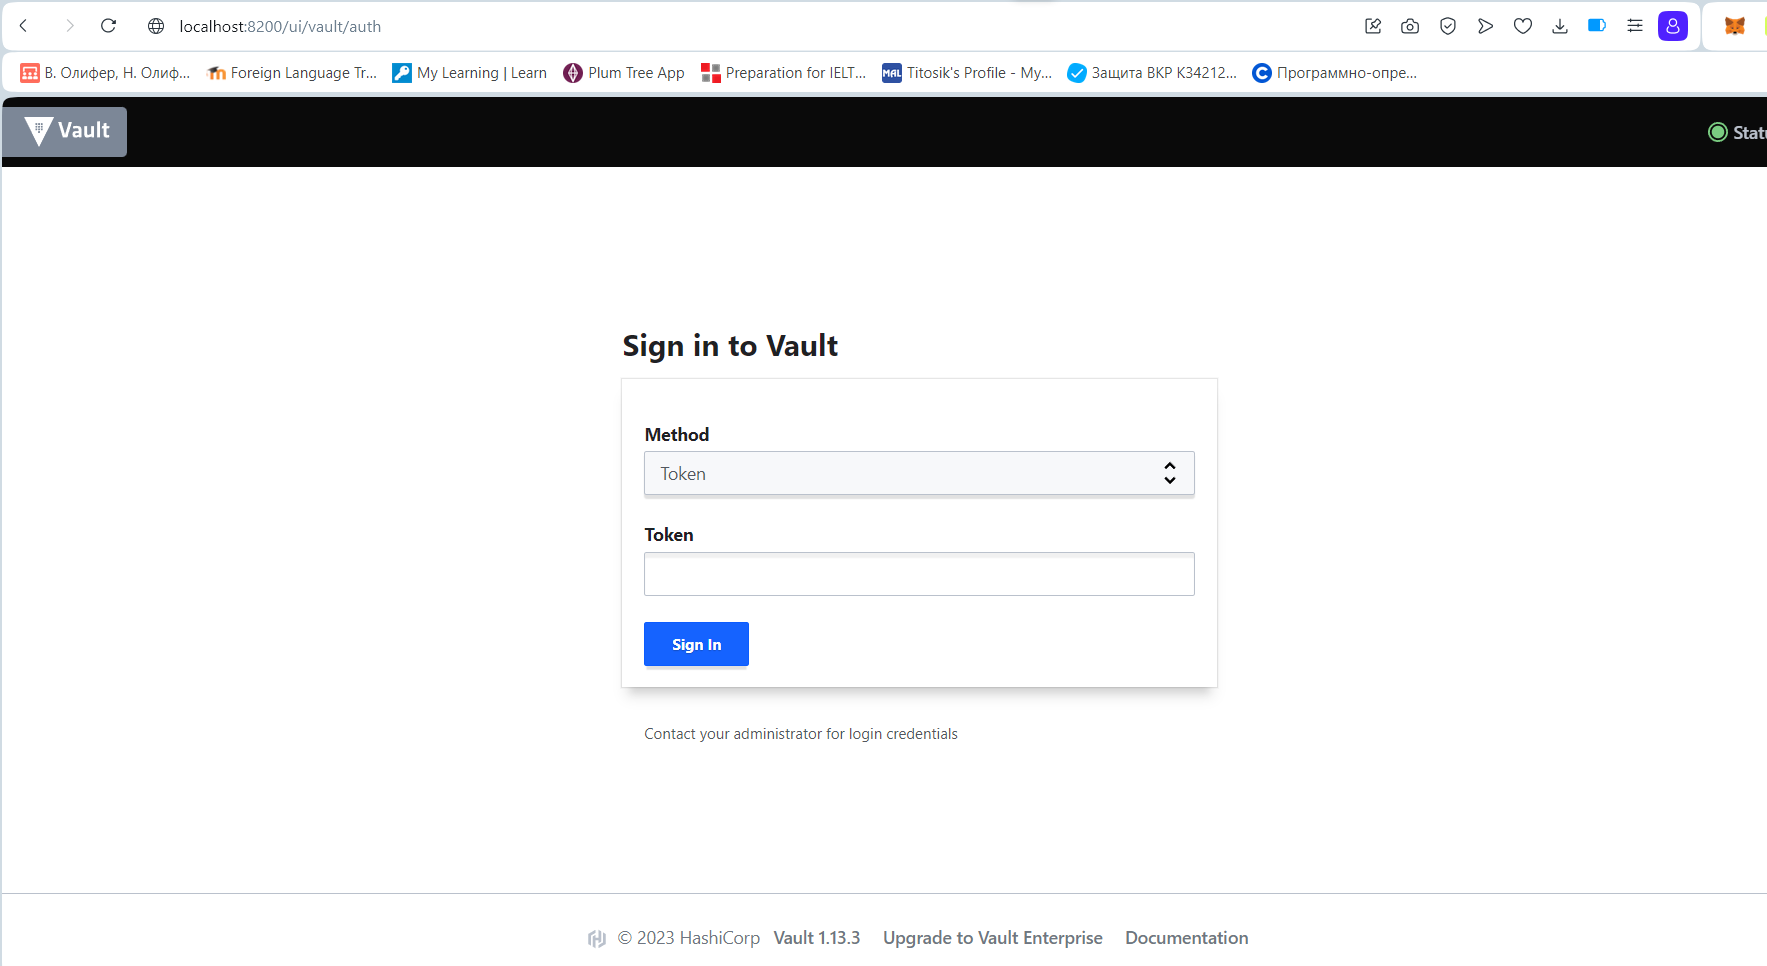 localhost:8200/ui/vault/auth
В. Олифер, Н. Олиф... Foreign Language Tr... My Learning | Learn Plum Tree App Preparation for IELT... MAL Titosik's Profile - My... Защита ВКР К34212... Программно-опре...
Vault
Statu
Sign in to Vault
Method
Token
Token
Sign In
Contact your administrator for login credentials
© 2023 HashiCorp Vault 1.13.3 Upgrade to Vault Enterprise Documentation